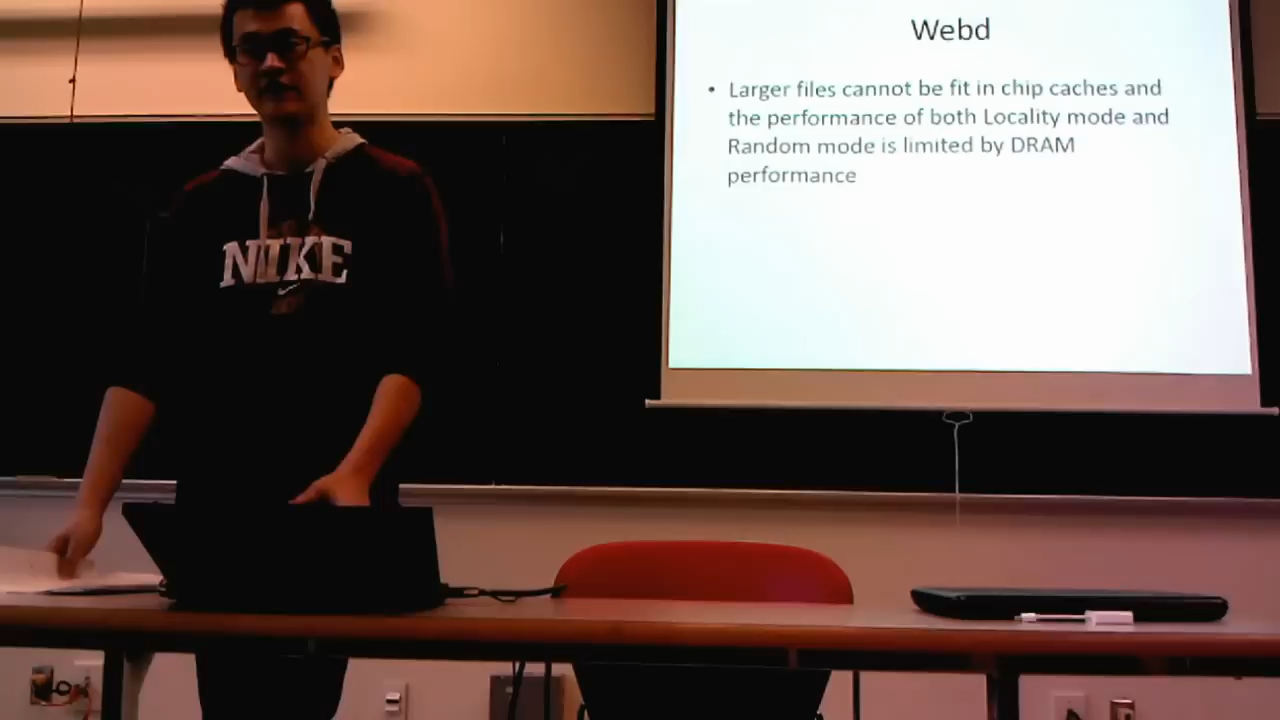 Webd
• Larger files cannot be fit in chip caches and
the performance of both Locality mode and
Random mode is limited by DRAM
performance
NIKE